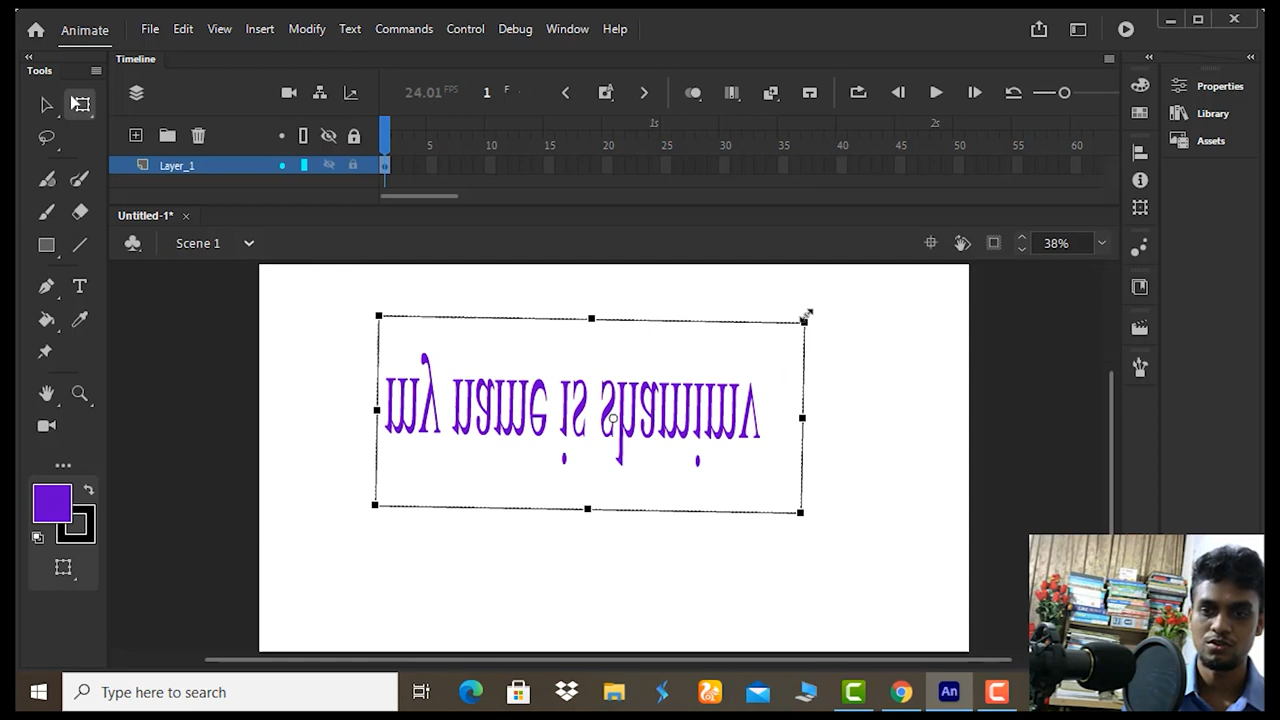 Animate File Edit View Insert Modify Text Commands Control Debug Window Help
Tools
Timeline
24.01 FPS 1 F
1s 2s
5 10 15 20 25 30 35 40 45 50 55 60
Layer_1
Properties
Library
Assets
Untitled-1*
Scene 1
38%
my name is shamimv
T
An
Type here to search